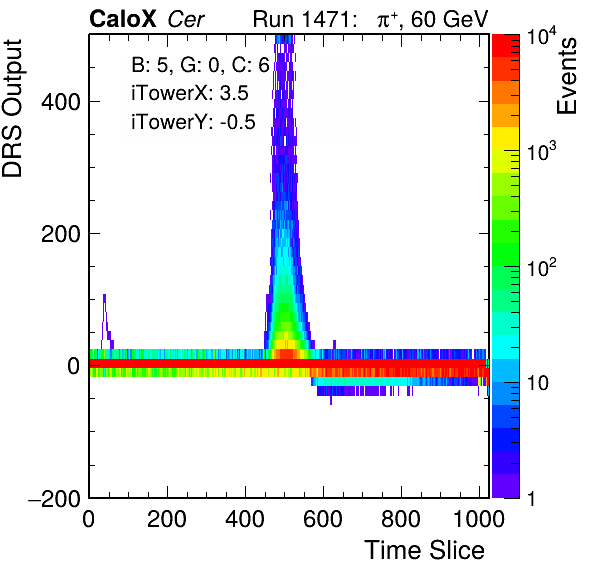 CaloX Cer Run 1471: π⁺, 60 GeV
B: 5, G: 0, C: 6
iTowerX: 3.5
iTowerY: -0.5
DRS Output
400
200
0
−200
0 200 400 600 800 1000
Time Slice
Events
10⁴
10³
10²
10
1